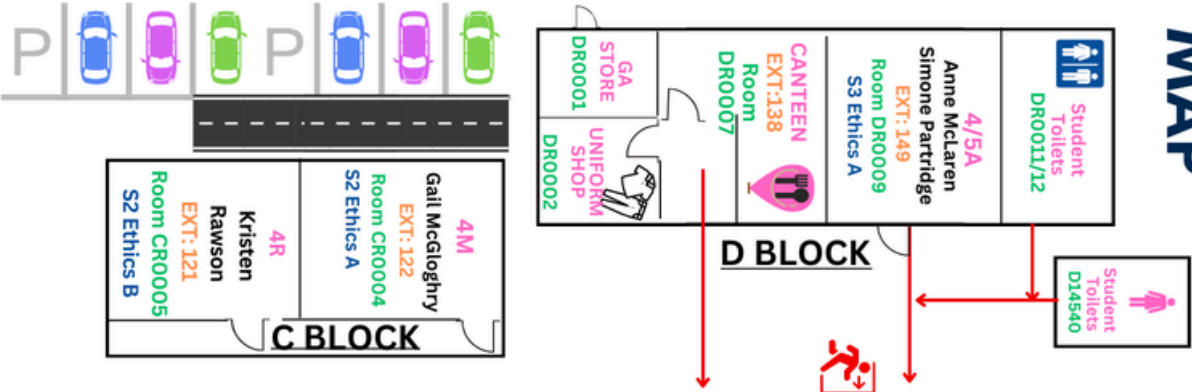 MAP
P
P
GA
STORE
DR0001
UNIFORM
SHOP
DR0002
CANTEEN
EXT:138
Room
DR0007
4/5A
Anne McLaren
Simone Partridge
EXT: 149
Room DR0009
S3 Ethics A
Student
Toilets
DR0011/12
D BLOCK
Student
Toilets
D14540
4R
Kristen
Rawson
EXT: 121
Room CR0005
S2 Ethics B
4M
Gail McGloghry
EXT: 122
Room CR0004
S2 Ethics A
C BLOCK